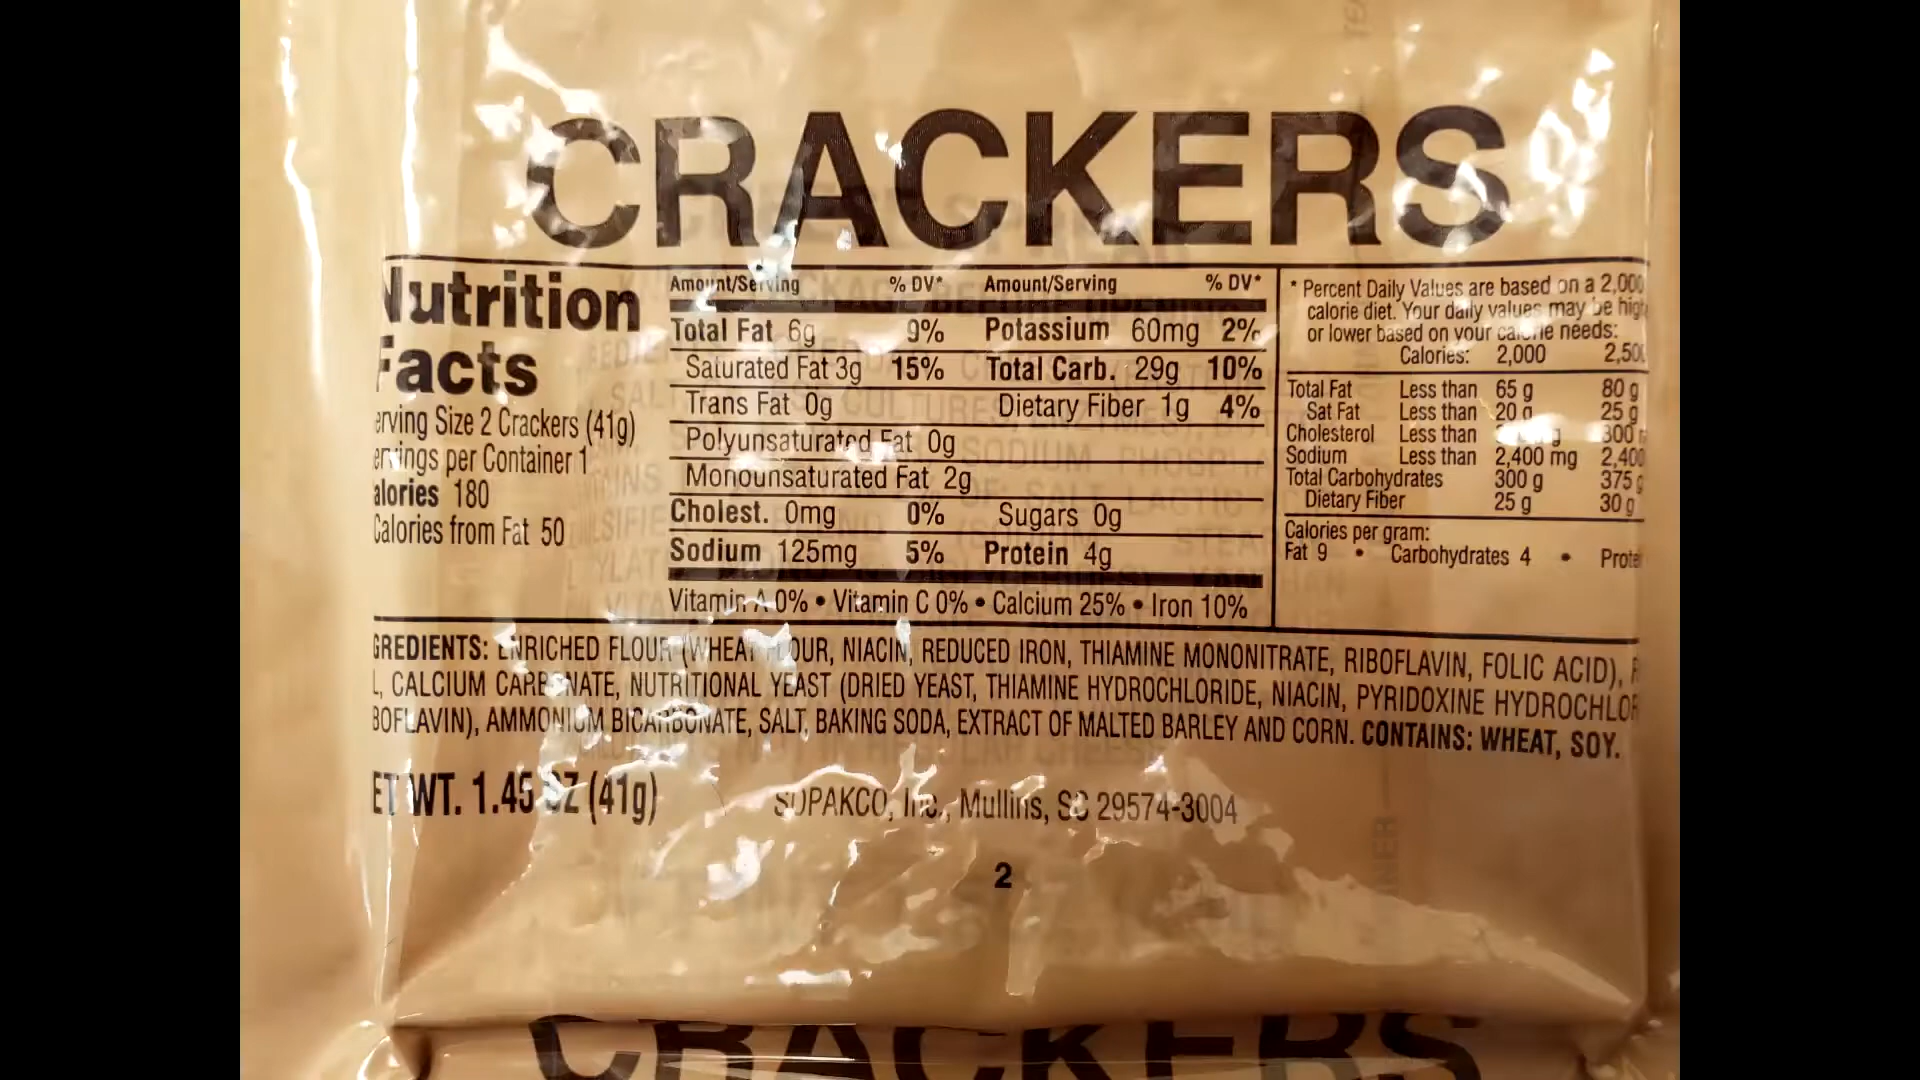 CRACKERS
Nutrition
Facts
erving Size 2 Crackers (41g)
ervings per Container 1
alories 180
Calories from Fat 50
Amount/Serving % DV* Amount/Serving % DV*
Total Fat 6g 9% Potassium 60mg 2%
Saturated Fat 3g 15% Total Carb. 29g 10%
Trans Fat 0g Dietary Fiber 1g 4%
Polyunsaturated Fat 0g
Monounsaturated Fat 2g
Cholest. 0mg 0% Sugars 0g
Sodium 125mg 5% Protein 4g
Vitamin A 0% • Vitamin C 0% • Calcium 25% • Iron 10%
* Percent Daily Values are based on a 2,000
calorie diet. Your daily values may be high
or lower based on your calorie needs:
Calories: 2,000 2,50
Total Fat Less than 65 g 80 g
Sat Fat Less than 20 g 25 g
Cholesterol Less than 300
Sodium Less than 2,400 mg 2,400
Total Carbohydrates 300 g 375 g
Dietary Fiber 25 g 30 g
Calories per gram:
Fat 9 • Carbohydrates 4 • Prote
GREDIENTS: ENRICHED FLOUR (WHEAT FLOUR, NIACIN, REDUCED IRON, THIAMINE MONONITRATE, RIBOFLAVIN, FOLIC ACID),
L, CALCIUM CARBONATE, NUTRITIONAL YEAST (DRIED YEAST, THIAMINE HYDROCHLORIDE, NIACIN, PYRIDOXINE HYDROCHLOR
BOFLAVIN), AMMONIUM BICARBONATE, SALT, BAKING SODA, EXTRACT OF MALTED BARLEY AND CORN. CONTAINS: WHEAT, SOY.
ET WT. 1.45 OZ (41g)
SOPAKCO, Inc., Mullins, SC 29574-3004
2
CRACKERS